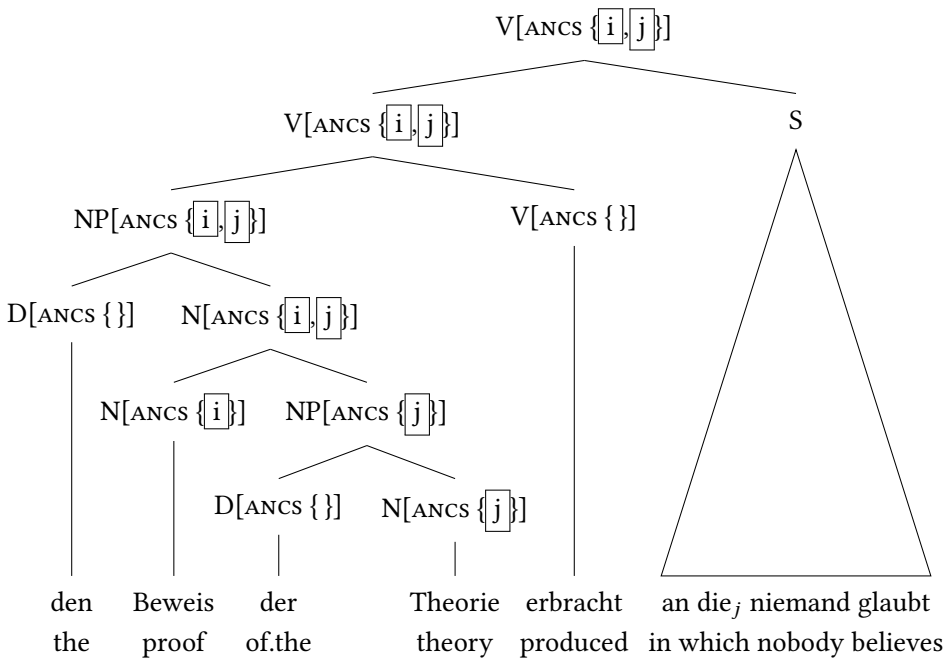 V[ANCS {i,j}]
V[ANCS {i,j}] S
NP[ANCS {i,j}] V[ANCS {}]
D[ANCS {}] N[ANCS {i,j}]
N[ANCS {i}] NP[ANCS {j}]
D[ANCS {}] N[ANCS {j}]
den Beweis der Theorie erbracht an die_j niemand glaubt
the proof of.the theory produced in which nobody believes